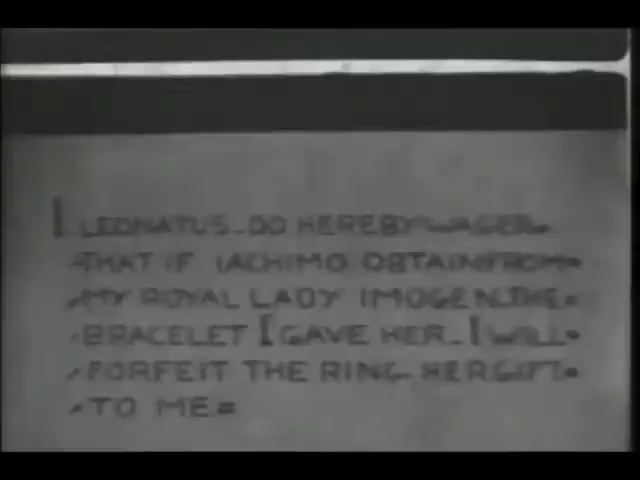 I LEONATUS-DO HEREBY WAGER-
-THAT IF IACHIMO OBTAIN FROM-
-MY ROYAL LADY IMOGEN.THE-
-BRACELET I GAVE HER-I WILL-
-FORFEIT THE RING HER GIFT-
-TO ME=